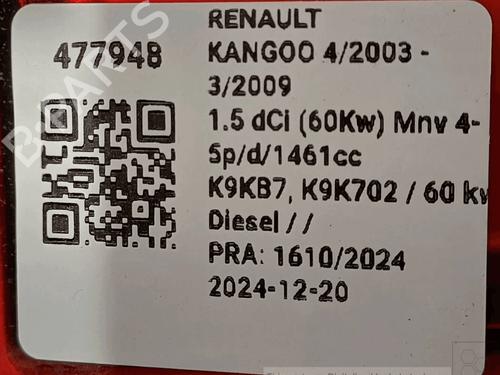 RENAULT
477948
KANGOO 4/2003 -
3/2009
1.5 dCi (60Kw) Mnv 4-
5p/d/1461cc
K9KB7, K9K702 / 60 kw
Diesel / /
PRA: 1610/2024
2024-12-20
B-PARTS